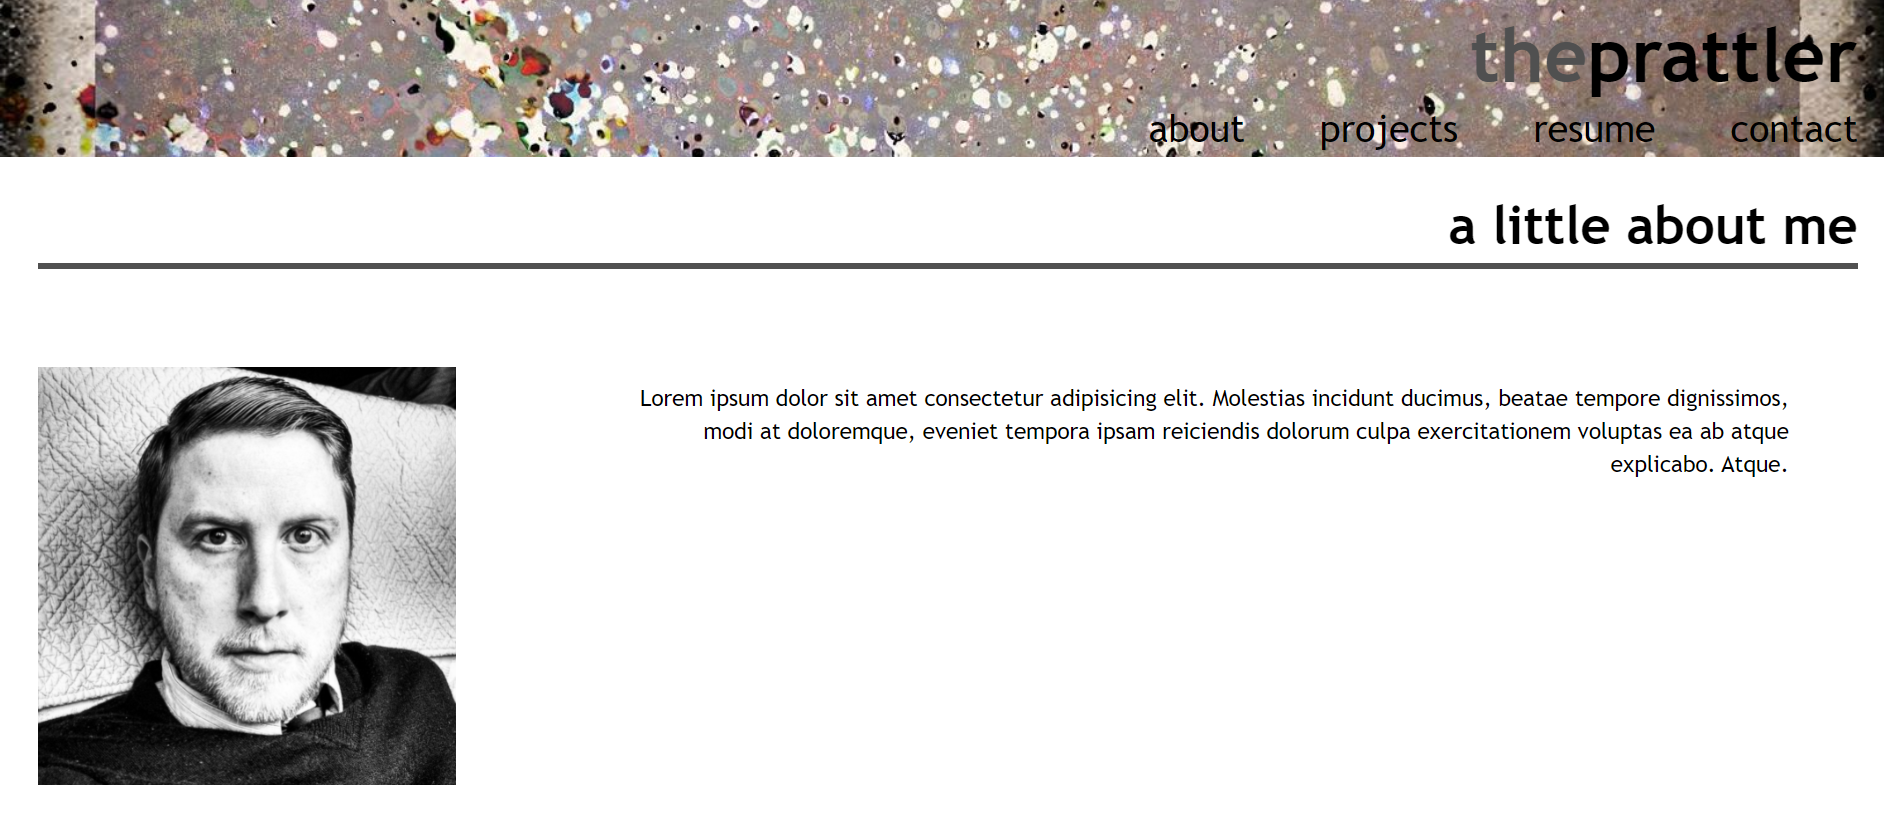 theprattler
about projects resume contact
a little about me
Lorem ipsum dolor sit amet consectetur adipisicing elit. Molestias incidunt ducimus, beatae tempore dignissimos,
modi at doloremque, eveniet tempora ipsam reiciendis dolorum culpa exercitationem voluptas ea ab atque
explicabo. Atque.